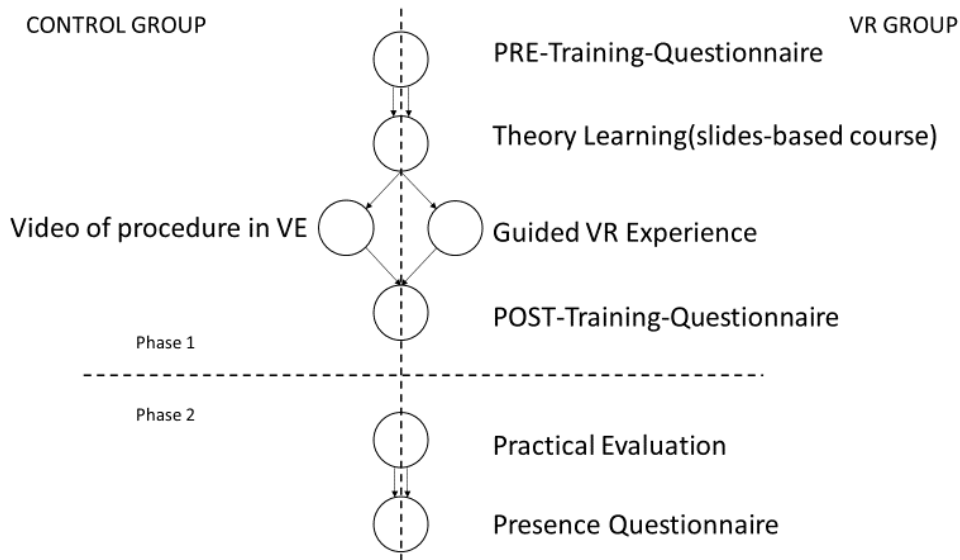 CONTROL GROUP
VR GROUP
PRE-Training-Questionnaire
Theory Learning(slides-based course)
Video of procedure in VE
Guided VR Experience
POST-Training-Questionnaire
Phase 1
Phase 2
Practical Evaluation
Presence Questionnaire